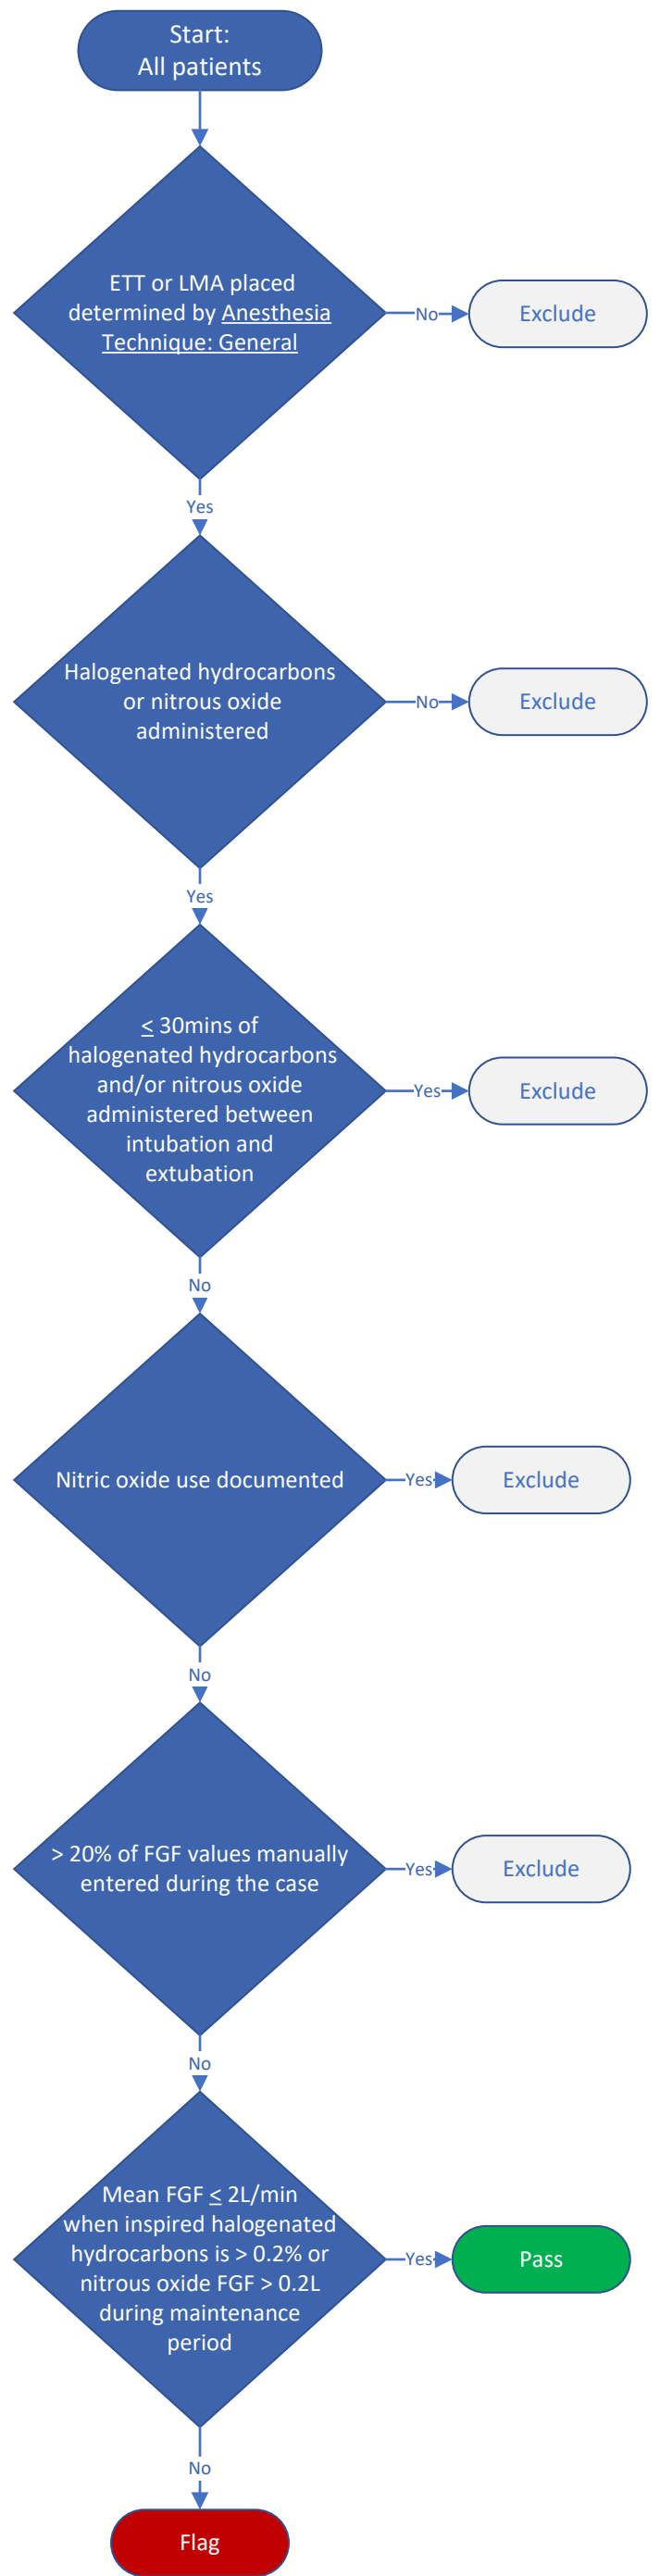 Start:
All patients
ETT or LMA placed
determined by Anesthesia
Technique: General
No
Exclude
Yes
Halogenated hydrocarbons
or nitrous oxide
administered
No
Exclude
Yes
≤ 30mins of
halogenated hydrocarbons
and/or nitrous oxide
administered between
intubation and
extubation
Yes
Exclude
No
Nitric oxide use documented
Yes
Exclude
No
> 20% of FGF values manually
entered during the case
Yes
Exclude
No
Mean FGF ≤ 2L/min
when inspired halogenated
hydrocarbons is > 0.2% or
nitrous oxide FGF > 0.2L
during maintenance
period
Yes
Pass
No
Flag